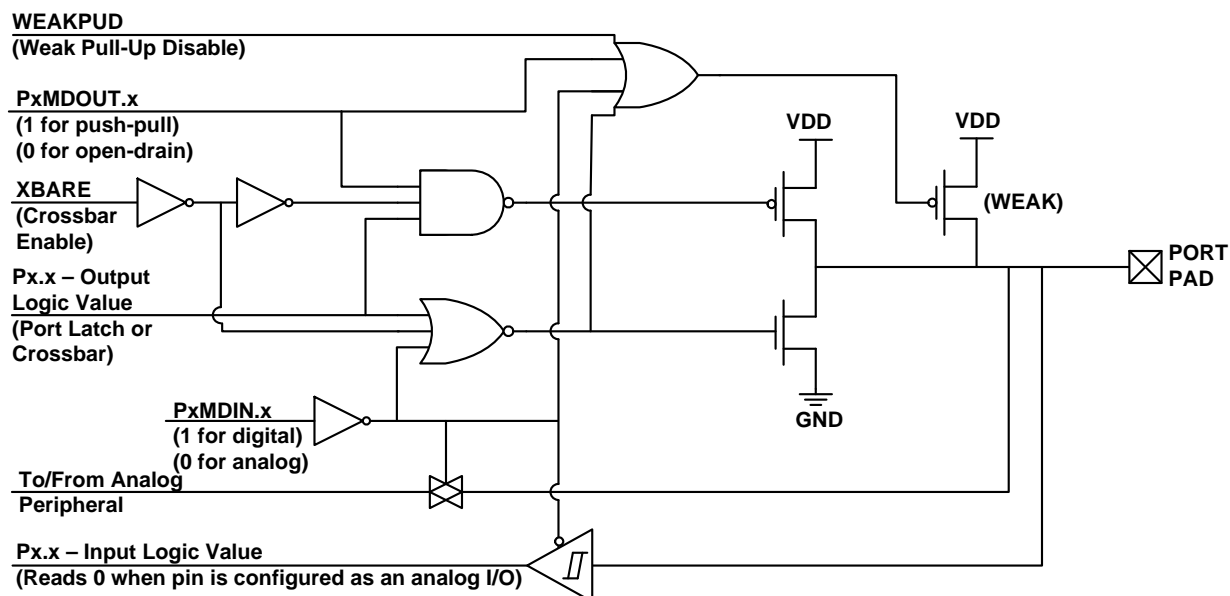 WEAKPUD
(Weak Pull-Up Disable)
PxMDOUT.x
(1 for push-pull)
(0 for open-drain)
XBARE
(Crossbar
Enable)
Px.x – Output
Logic Value
(Port Latch or
Crossbar)
PxMDIN.x
(1 for digital)
(0 for analog)
To/From Analog
Peripheral
Px.x – Input Logic Value
(Reads 0 when pin is configured as an analog I/O)
VDD
VDD
(WEAK)
PORT
PAD
GND